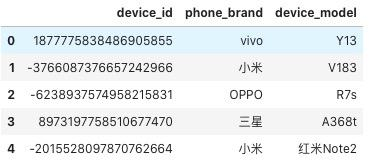 device_id phone_brand device_model
0 1877775838486905855 vivo Y13
1 -3766087376657242966 小米 V183
2 -6238937574958215831 OPPO R7s
3 8973197758510677470 三星 A368t
4 -2015528097870762664 小米 红米Note2